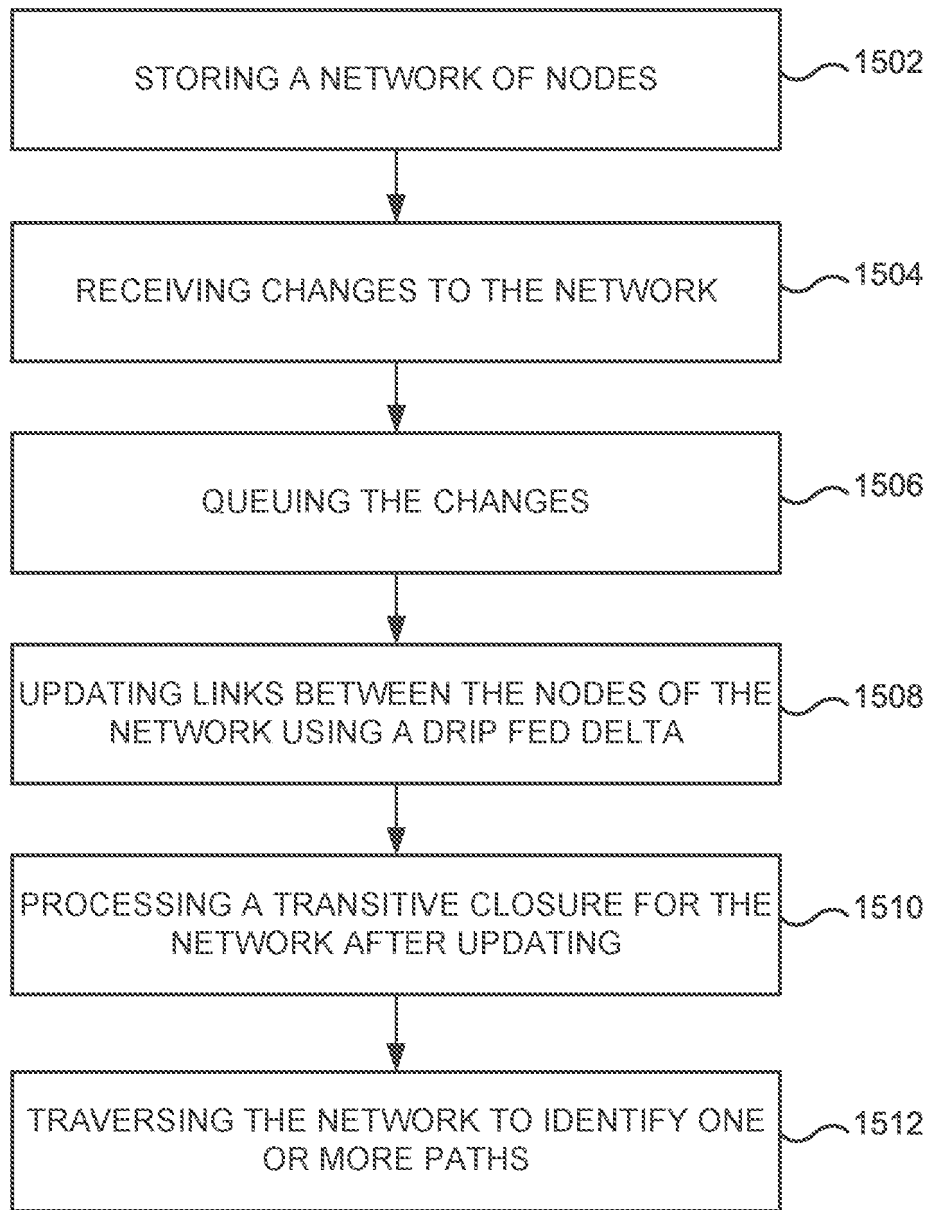 STORING A NETWORK OF NODES
1502
RECEIVING CHANGES TO THE NETWORK
1504
QUEUING THE CHANGES
1506
UPDATING LINKS BETWEEN THE NODES OF THE
NETWORK USING A DRIP FED DELTA
1508
PROCESSING A TRANSITIVE CLOSURE FOR THE
NETWORK AFTER UPDATING
1510
TRAVERSING THE NETWORK TO IDENTIFY ONE
OR MORE PATHS
1512